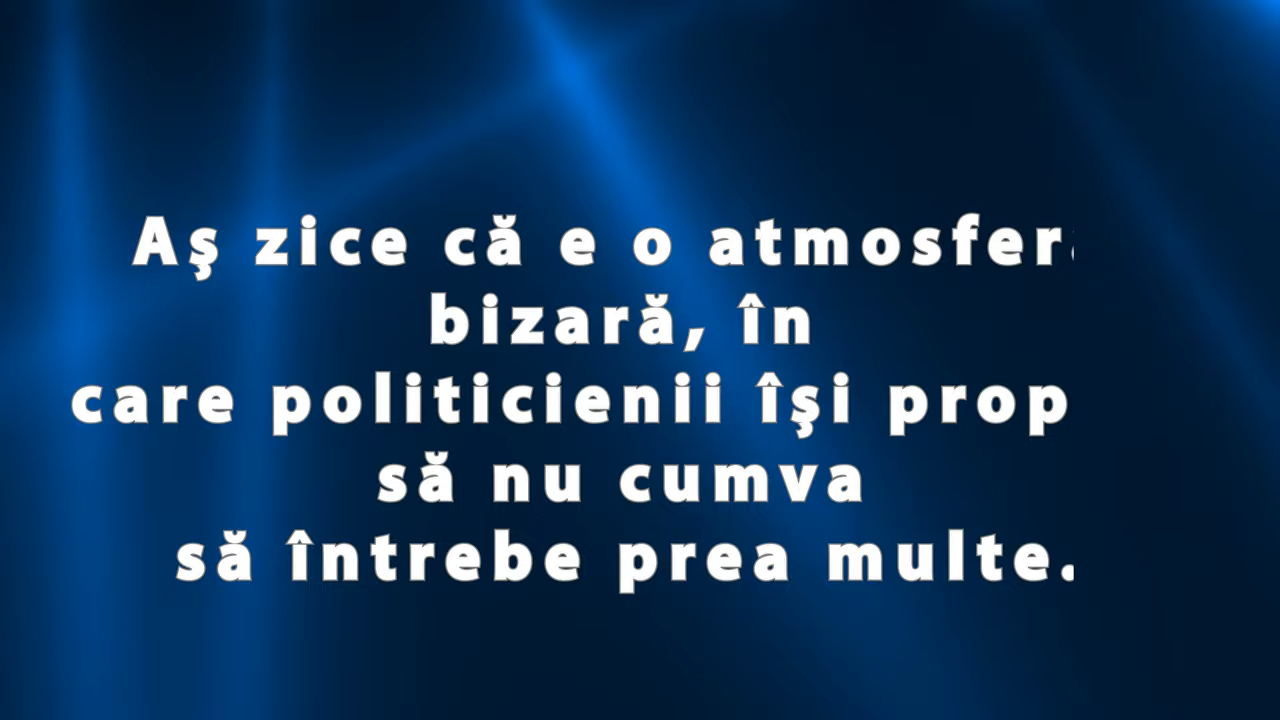 Aş zice că e o atmosfer
bizară, în
care politicienii îşi prop
să nu cumva
să întrebe prea multe.